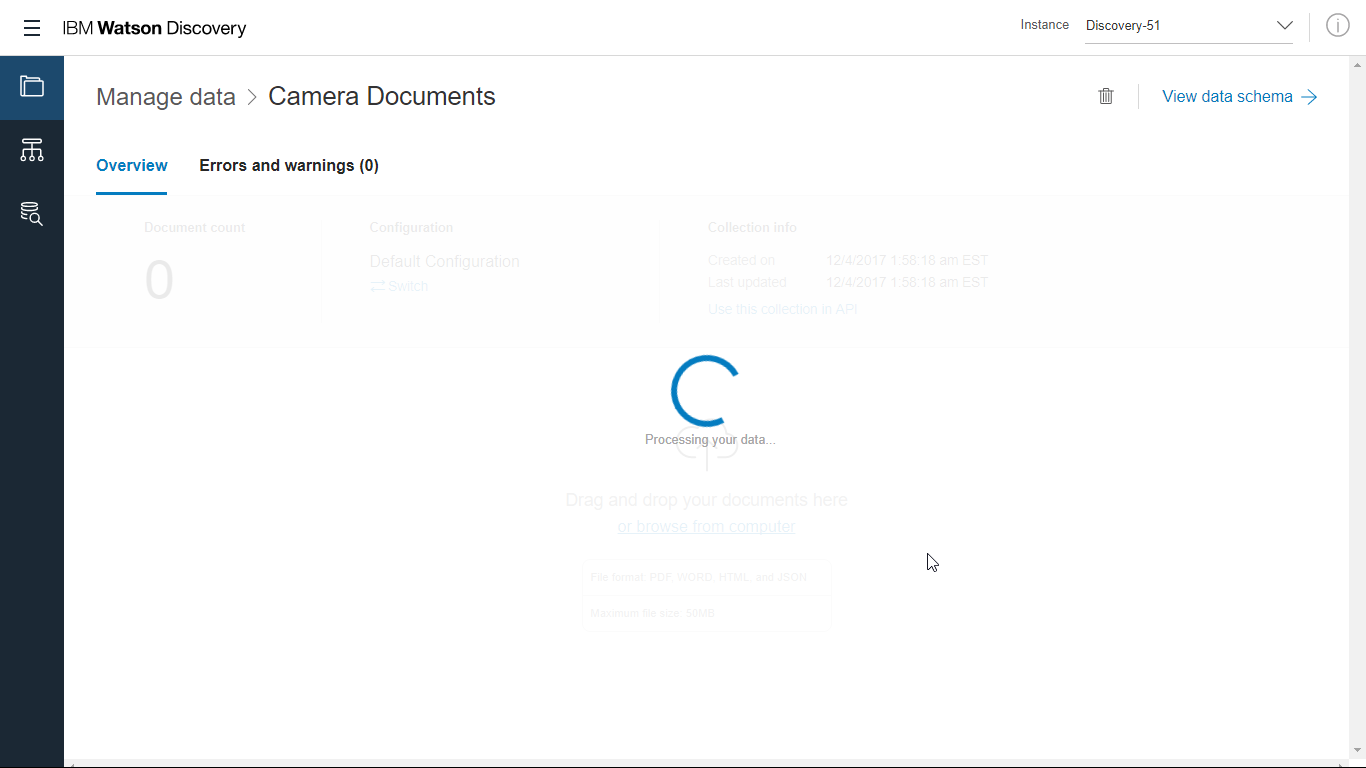 IBM Watson Discovery
Instance Discovery-51
Manage data > Camera Documents
View data schema
Overview
Errors and warnings (0)
Document count
0
Configuration
Default Configuration
Switch
Collection info
Created on 12/4/2017 1:58:18 am EST
Last updated 12/4/2017 1:58:18 am EST
Use this collection in API
Processing your data...
Drag and drop your documents here
or browse from computer
File format: PDF, WORD, HTML, and JSON
Maximum file size: 50MB